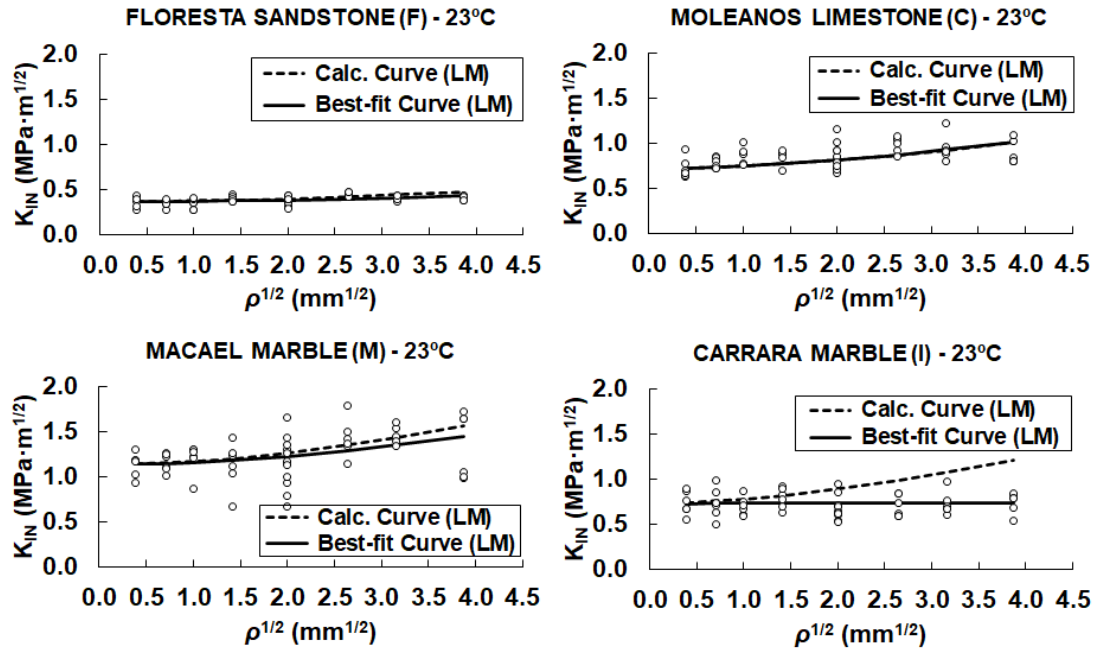 FLORESTA SANDSTONE (F) - 23ºC
2.0
1.5
1.0
0.5
0.0
K_IN (MPa·m^1/2)
Calc. Curve (LM)
Best-fit Curve (LM)
0.0 0.5 1.0 1.5 2.0 2.5 3.0 3.5 4.0 4.5
ρ^1/2 (mm^1/2)
MOLEANOS LIMESTONE (C) - 23ºC
2.0
1.5
1.0
0.5
0.0
K_IN (MPa·m^1/2)
Calc. Curve (LM)
Best-fit Curve (LM)
0.0 0.5 1.0 1.5 2.0 2.5 3.0 3.5 4.0 4.5
ρ^1/2 (mm^1/2)
MACAEL MARBLE (M) - 23ºC
2.0
1.5
1.0
0.5
0.0
K_IN (MPa·m^1/2)
Calc. Curve (LM)
Best-fit Curve (LM)
0.0 0.5 1.0 1.5 2.0 2.5 3.0 3.5 4.0 4.5
ρ^1/2 (mm^1/2)
CARRARA MARBLE (I) - 23ºC
2.0
1.5
1.0
0.5
0.0
K_IN (MPa·m^1/2)
Calc. Curve (LM)
Best-fit Curve (LM)
0.0 0.5 1.0 1.5 2.0 2.5 3.0 3.5 4.0 4.5
ρ^1/2 (mm^1/2)